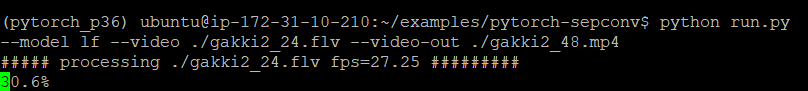 (pytorch_p36) ubuntu@ip-172-31-10-210:~/examples/pytorch-sepconv$ python run.py
--model lf --video ./gakki2_24.flv --video-out ./gakki2_48.mp4
##### processing ./gakki2_24.flv fps=27.25 #########
30.6%